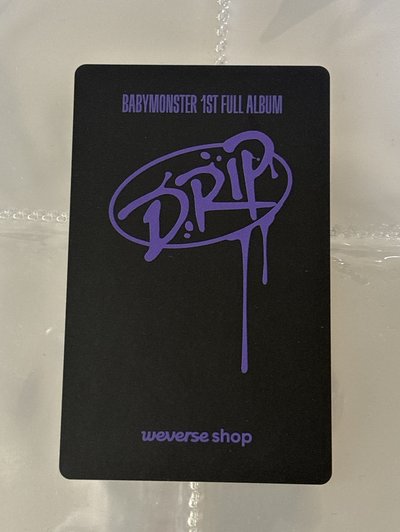 BABYMONSTER 1ST FULL ALBUM
DRIP
weverse shop